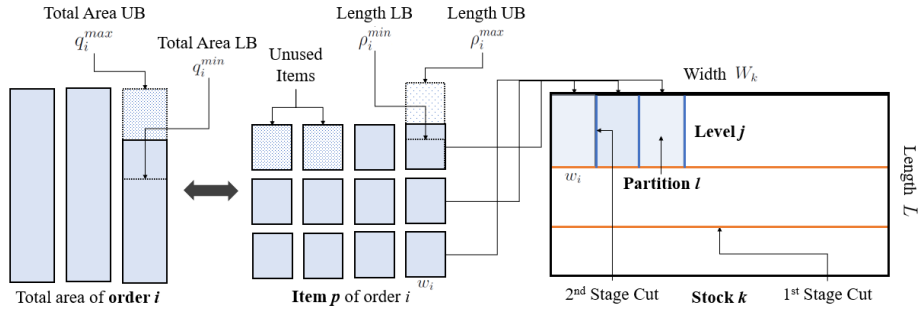 Total Area UB
q_i^{max}
Total Area LB
q_i^{min}
Unused
Items
Length LB
ρ_i^{min}
Length UB
ρ_i^{max}
Width W_k
Level j
w_i
Partition l
Length L
w_i
Total area of order i
Item p of order i
2nd Stage Cut
Stock k
1st Stage Cut